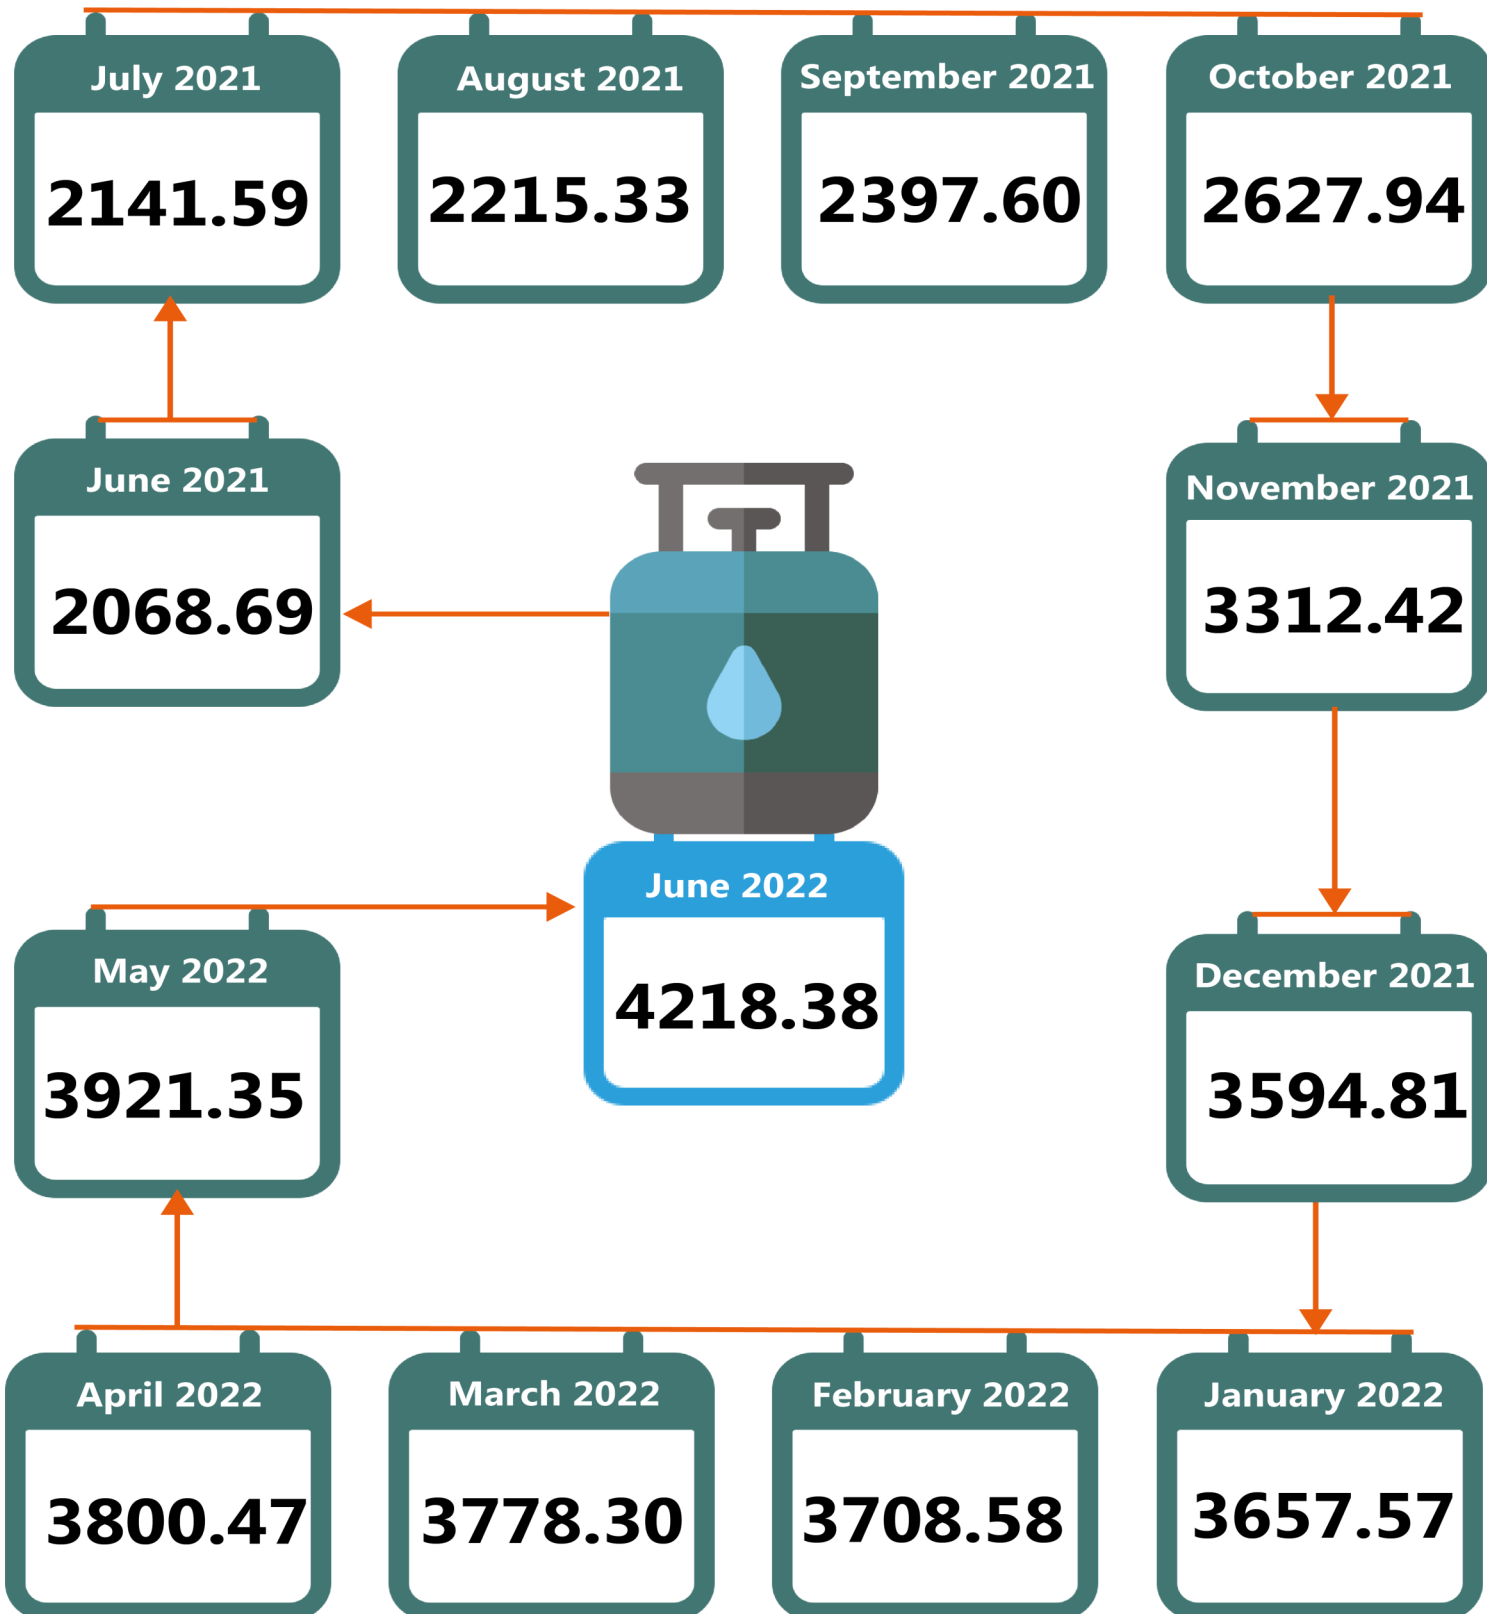 July 2021
2141.59
August 2021
2215.33
September 2021
2397.60
October 2021
2627.94
June 2021
2068.69
November 2021
3312.42
June 2022
4218.38
May 2022
3921.35
December 2021
3594.81
April 2022
3800.47
March 2022
3778.30
February 2022
3708.58
January 2022
3657.57